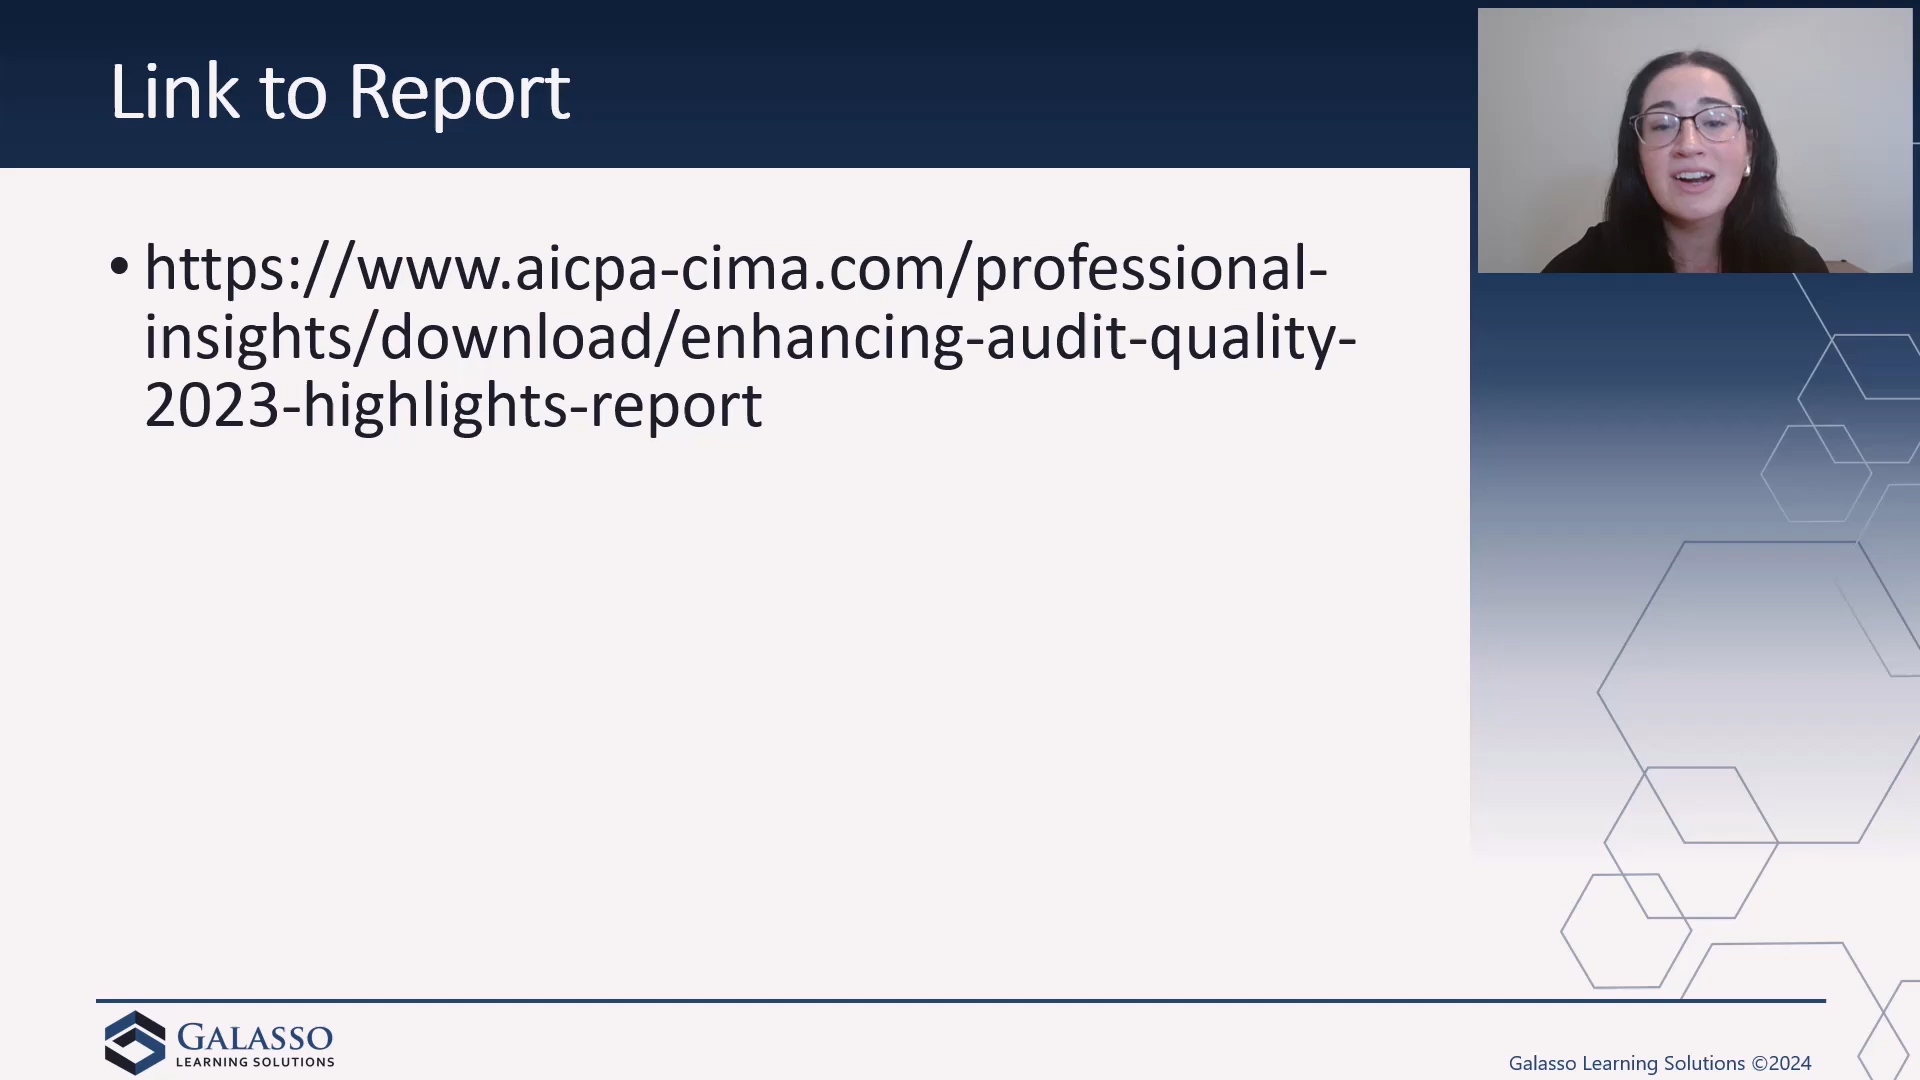 Link to Report
• https://www.aicpa-cima.com/professional-
insights/download/enhancing-audit-quality-
2023-highlights-report
GALASSO
LEARNING SOLUTIONS
Galasso Learning Solutions ©2024